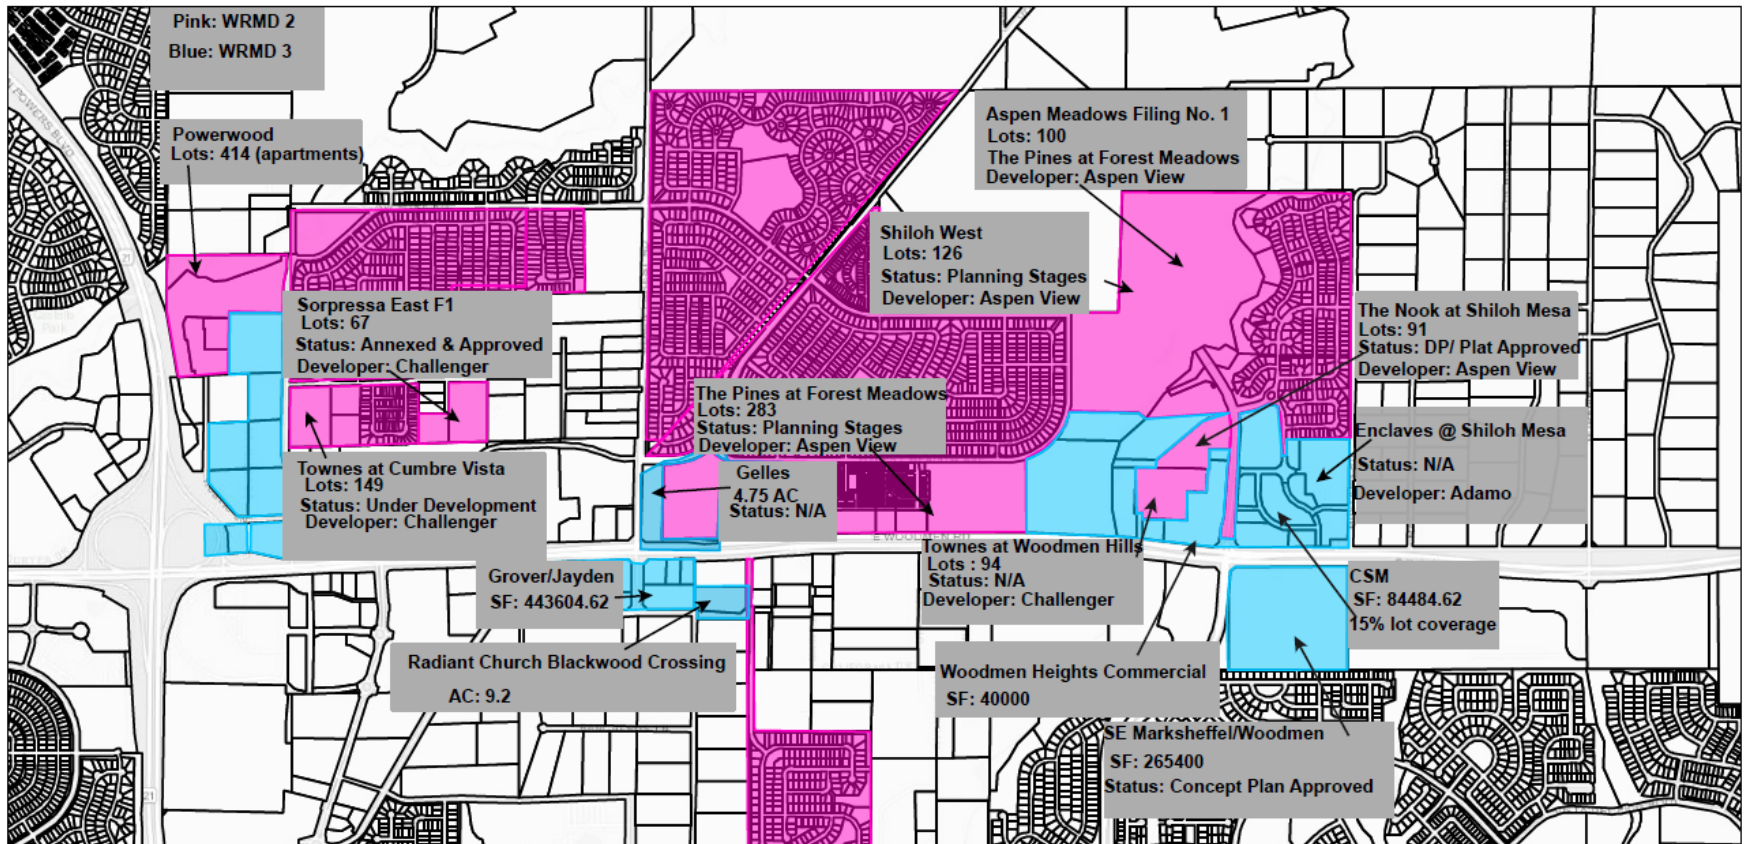 Pink: WRMD 2
Blue: WRMD 3
Powerwood
Lots: 414 (apartments)
Aspen Meadows Filing No. 1
Lots: 100
The Pines at Forest Meadows
Developer: Aspen View
Shiloh West
Lots: 126
Status: Planning Stages
Developer: Aspen View
Sorpressa East F1
Lots: 67
Status: Annexed & Approved
Developer: Challenger
The Nook at Shiloh Mesa
Lots: 91
Status: DP/ Plat Approved
Developer: Aspen View
The Pines at Forest Meadows
Lots: 283
Status: Planning Stages
Developer: Aspen View
Enclaves @ Shiloh Mesa
Status: N/A
Developer: Adamo
Townes at Cumbre Vista
Lots: 149
Status: Under Development
Developer: Challenger
Gelles
4.75 AC
Status: N/A
E WOODMEN RD
Townes at Woodmen Hills
Lots : 94
Status: N/A
Developer: Challenger
Grover/Jayden
SF: 443604.62
CSM
SF: 84484.62
15% lot coverage
Radiant Church Blackwood Crossing
AC: 9.2
Woodmen Heights Commercial
SF: 40000
SE Marksheffel/Woodmen
SF: 265400
Status: Concept Plan Approved
N POWERS BLVD
21
21